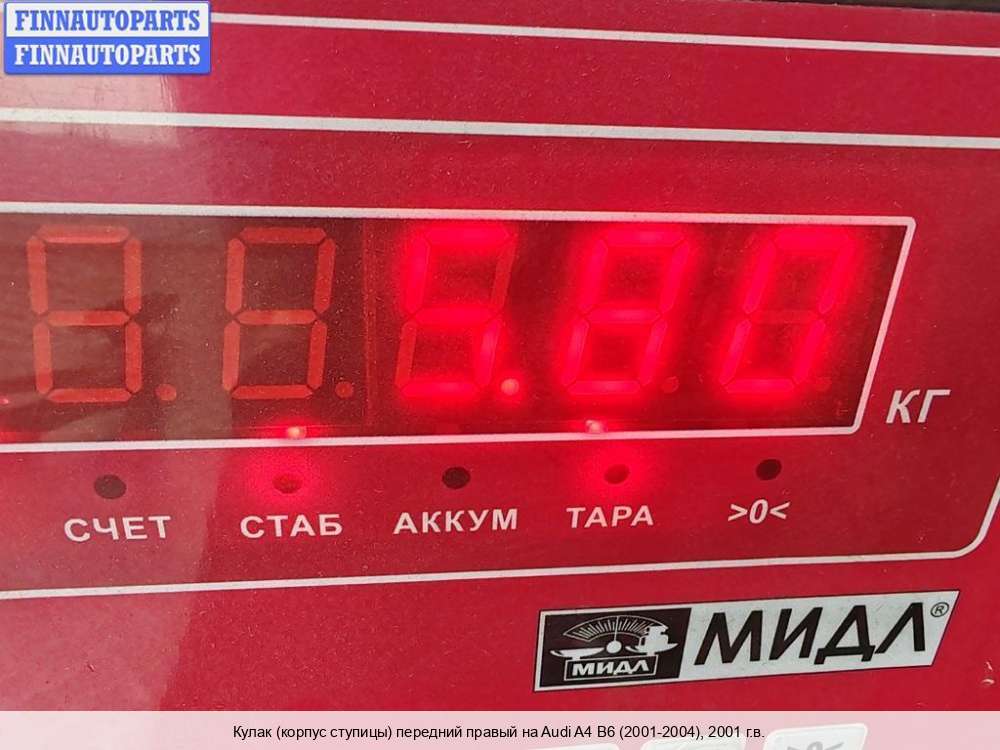 FINNAUTOPARTS
FINNAUTOPARTS
5.80
КГ
СЧЕТ СТАБ АККУМ ТАРА >0<
МИДЛ МИДЛ®
Кулак (корпус ступицы) передний правый на Audi A4 B6 (2001-2004), 2001 г.в.